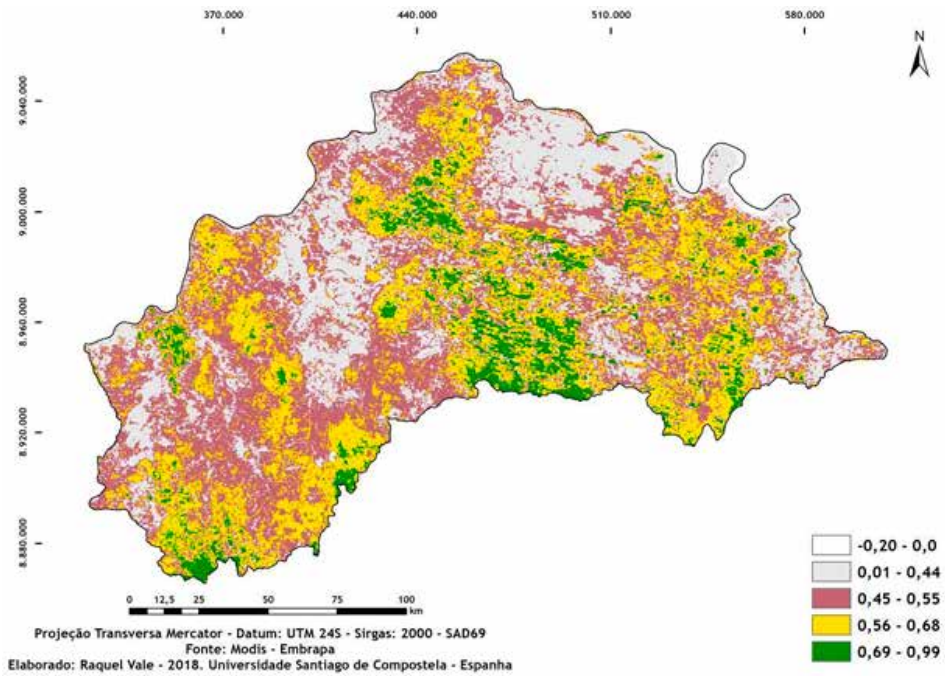 370.000 440.000 510.000 580.000
N
9.040.000
9.000.000
8.960.000
8.920.000
8.880.000
-0,20 - 0,0
0,01 - 0,44
0,45 - 0,55
0,56 - 0,68
0,69 - 0,99
0 12,5 25 50 75 100
km
Projeção Transversa Mercator - Datum: UTM 24S - Sirgas: 2000 - SAD69
Fonte: Modis - Embrapa
Elaborado: Raquel Vale - 2018. Universidade Santiago de Compostela - Espanha